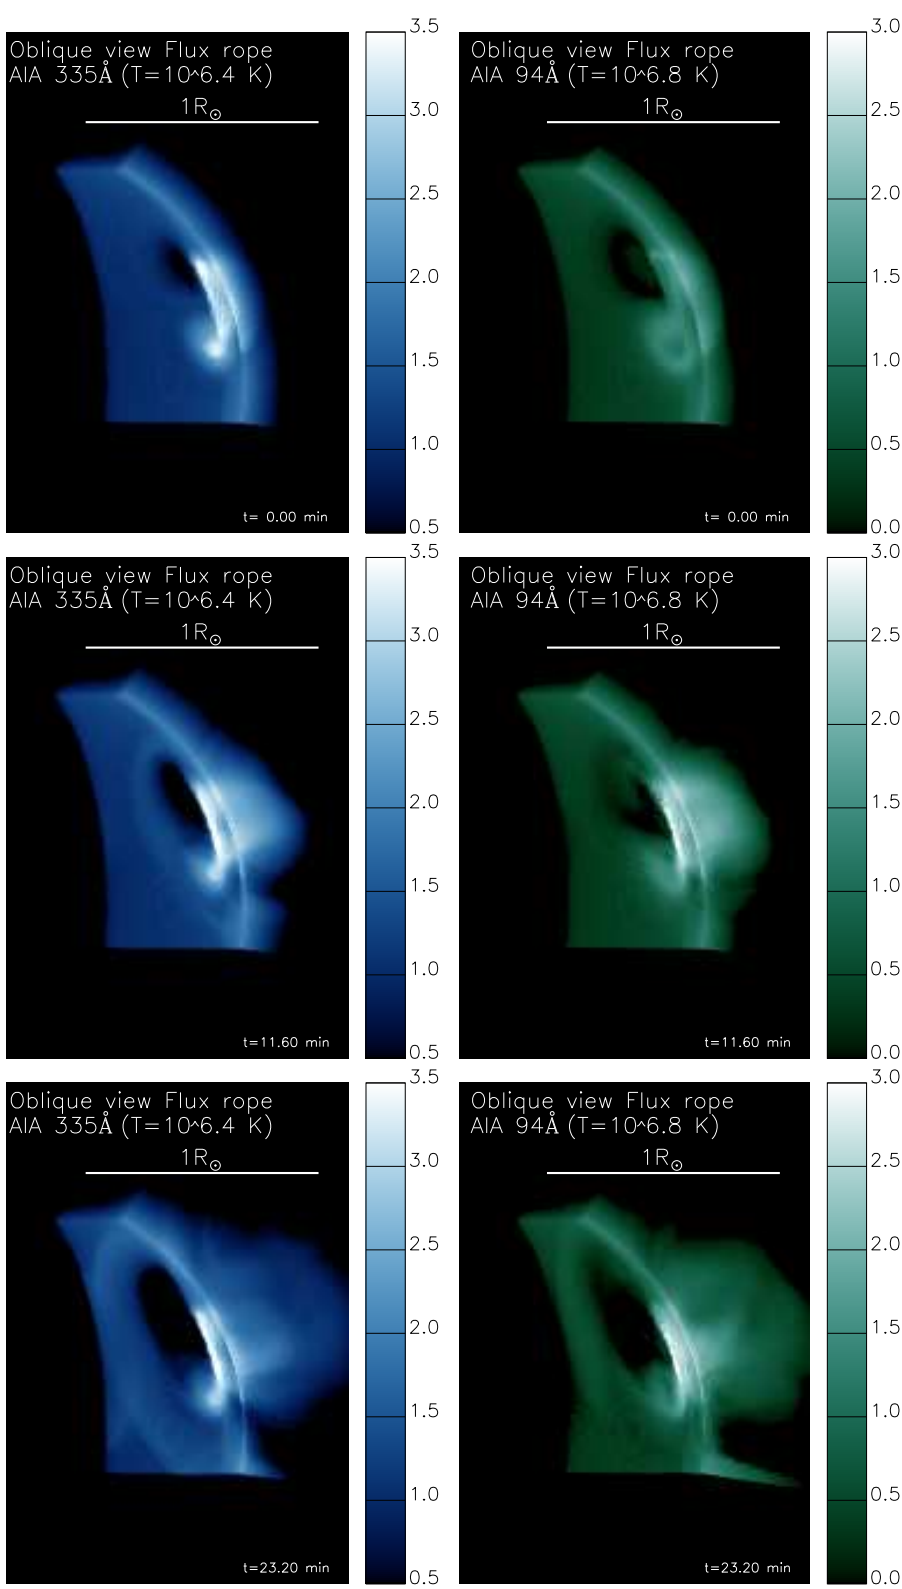 Oblique view Flux rope
AIA 335Å (T=10^6.4 K)
1R⊙
t= 0.00 min
3.5
3.0
2.5
2.0
1.5
1.0
0.5
Oblique view Flux rope
AIA 94Å (T=10^6.8 K)
1R⊙
t= 0.00 min
3.0
2.5
2.0
1.5
1.0
0.5
0.0
Oblique view Flux rope
AIA 335Å (T=10^6.4 K)
1R⊙
t=11.60 min
3.5
3.0
2.5
2.0
1.5
1.0
0.5
Oblique view Flux rope
AIA 94Å (T=10^6.8 K)
1R⊙
t=11.60 min
3.0
2.5
2.0
1.5
1.0
0.5
0.0
Oblique view Flux rope
AIA 335Å (T=10^6.4 K)
1R⊙
t=23.20 min
3.5
3.0
2.5
2.0
1.5
1.0
0.5
Oblique view Flux rope
AIA 94Å (T=10^6.8 K)
1R⊙
t=23.20 min
3.0
2.5
2.0
1.5
1.0
0.5
0.0